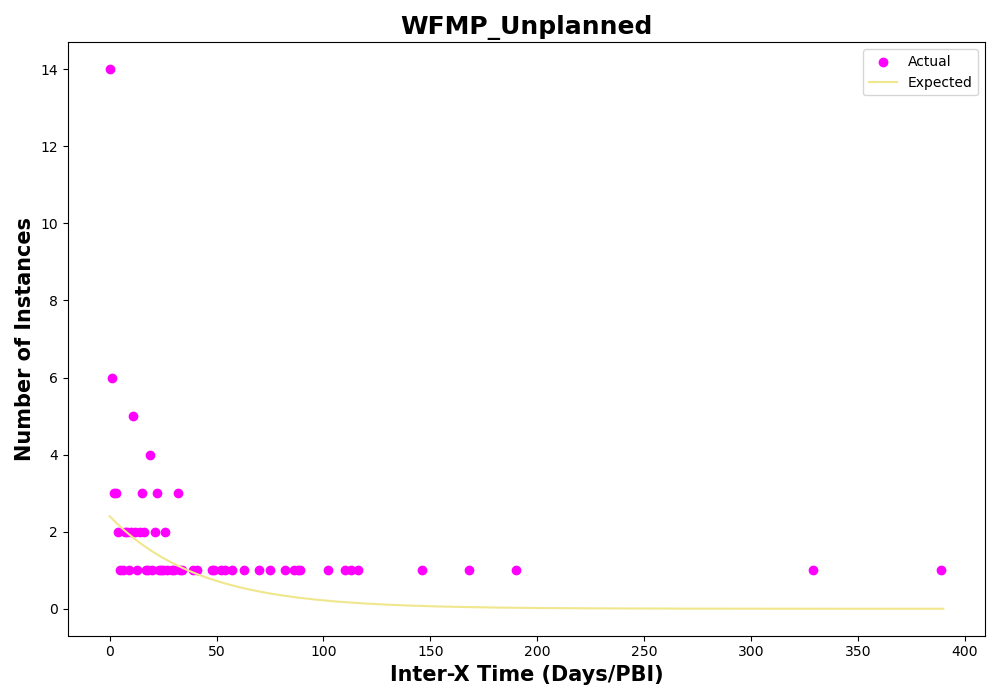 WFMP_Unplanned
Actual
Expected
14
12
10
8
6
4
2
0
Number of Instances
0 50 100 150 200 250 300 350 400
Inter-X Time (Days/PBI)